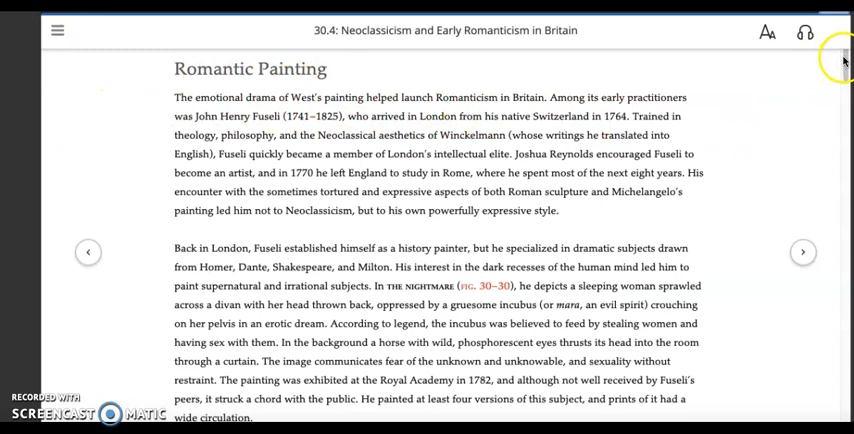 30.4: Neoclassicism and Early Romanticism in Britain
AA
Romantic Painting
The emotional drama of West's painting helped launch Romanticism in Britain. Among its early practitioners
was John Henry Fuseli (1741–1825), who arrived in London from his native Switzerland in 1764. Trained in
theology, philosophy, and the Neoclassical aesthetics of Winckelmann (whose writings he translated into
English), Fuseli quickly became a member of London's intellectual elite. Joshua Reynolds encouraged Fuseli to
become an artist, and in 1770 he left England to study in Rome, where he spent most of the next eight years. His
encounter with the sometimes tortured and expressive aspects of both Roman sculpture and Michelangelo's
painting led him not to Neoclassicism, but to his own powerfully expressive style.
Back in London, Fuseli established himself as a history painter, but he specialized in dramatic subjects drawn
from Homer, Dante, Shakespeare, and Milton. His interest in the dark recesses of the human mind led him to
paint supernatural and irrational subjects. In THE NIGHTMARE (FIG. 30–30), he depicts a sleeping woman sprawled
across a divan with her head thrown back, oppressed by a gruesome incubus (or mara, an evil spirit) crouching
on her pelvis in an erotic dream. According to legend, the incubus was believed to feed by stealing women and
having sex with them. In the background a horse with wild, phosphorescent eyes thrusts its head into the room
through a curtain. The image communicates fear of the unknown and unknowable, and sexuality without
restraint. The painting was exhibited at the Royal Academy in 1782, and although not well received by Fuseli's
peers, it struck a chord with the public. He painted at least four versions of this subject, and prints of it had a
wide circulation.
RECORDED WITH
SCREENCAST MATIC